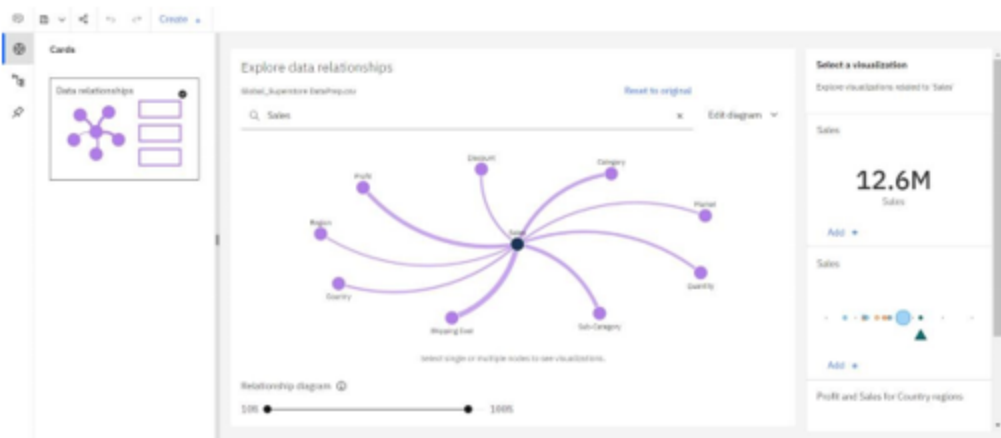 Create
Cards
Data relationships
Explore data relationships
Global_Superstore DataPrep.csv
Reset to original
Sales
Edit diagram
Discount
Category
Profit
Market
Region
Sales
Country
Quantity
Shipping Cost
Sub-Category
Select single or multiple nodes to see visualizations.
Relationship diagram
10% 100%
Select a visualization
Explore visualizations related to 'Sales'
Sales
12.6M
Sales
Add +
Sales
Add +
Profit and Sales for Country regions